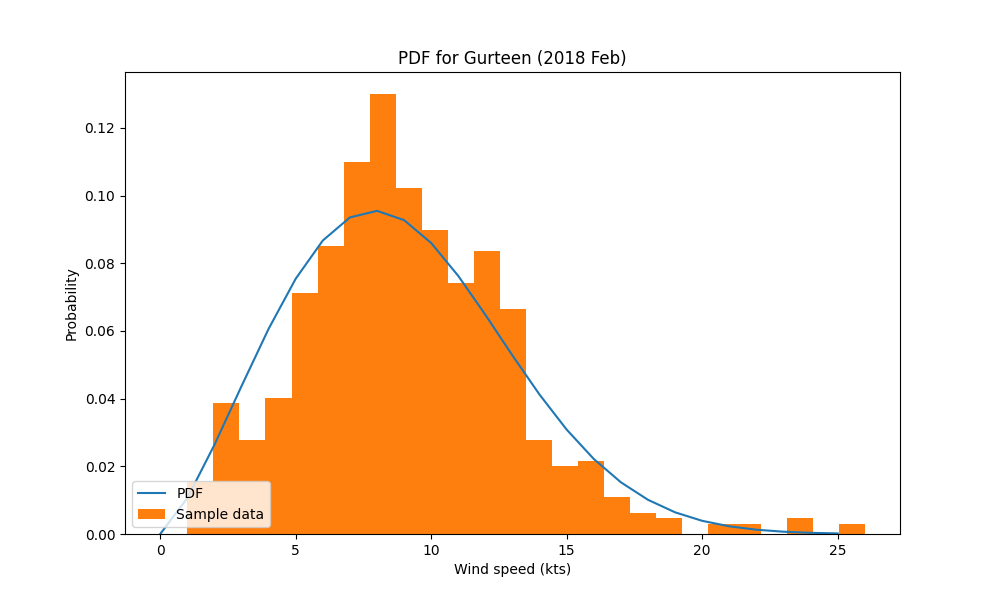 PDF for Gurteen (2018 Feb)
0.12
0.10
0.08
0.06
0.04
0.02
0.00
Probability
PDF
Sample data
0 5 10 15 20 25
Wind speed (kts)